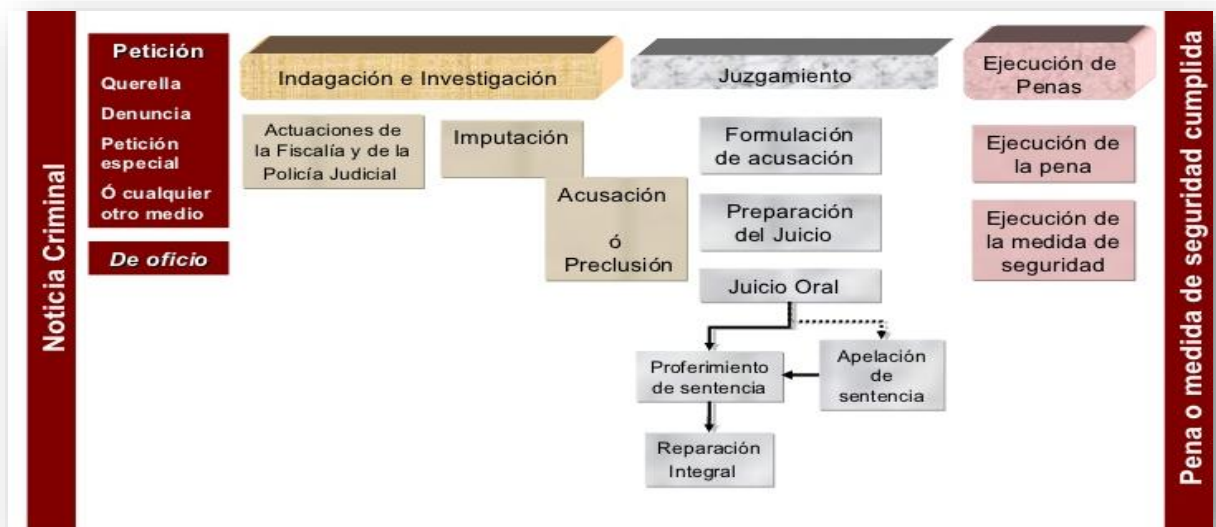 Noticia Criminal
Petición
Querella
Denuncia
Petición
especial
Ó cualquier
otro medio
De oficio
Indagación e Investigación
Actuaciones de
la Fiscalía y de la
Policía Judicial
Imputación
Acusación
ó
Preclusión
Juzgamiento
Formulación
de acusación
Preparación
del Juicio
Juicio Oral
Proferimiento
de sentencia
Apelación
de
sentencia
Reparación
Integral
Ejecución de
Penas
Ejecución de
la pena
Ejecución de
la medida de
seguridad
Pena o medida de seguridad cumplida